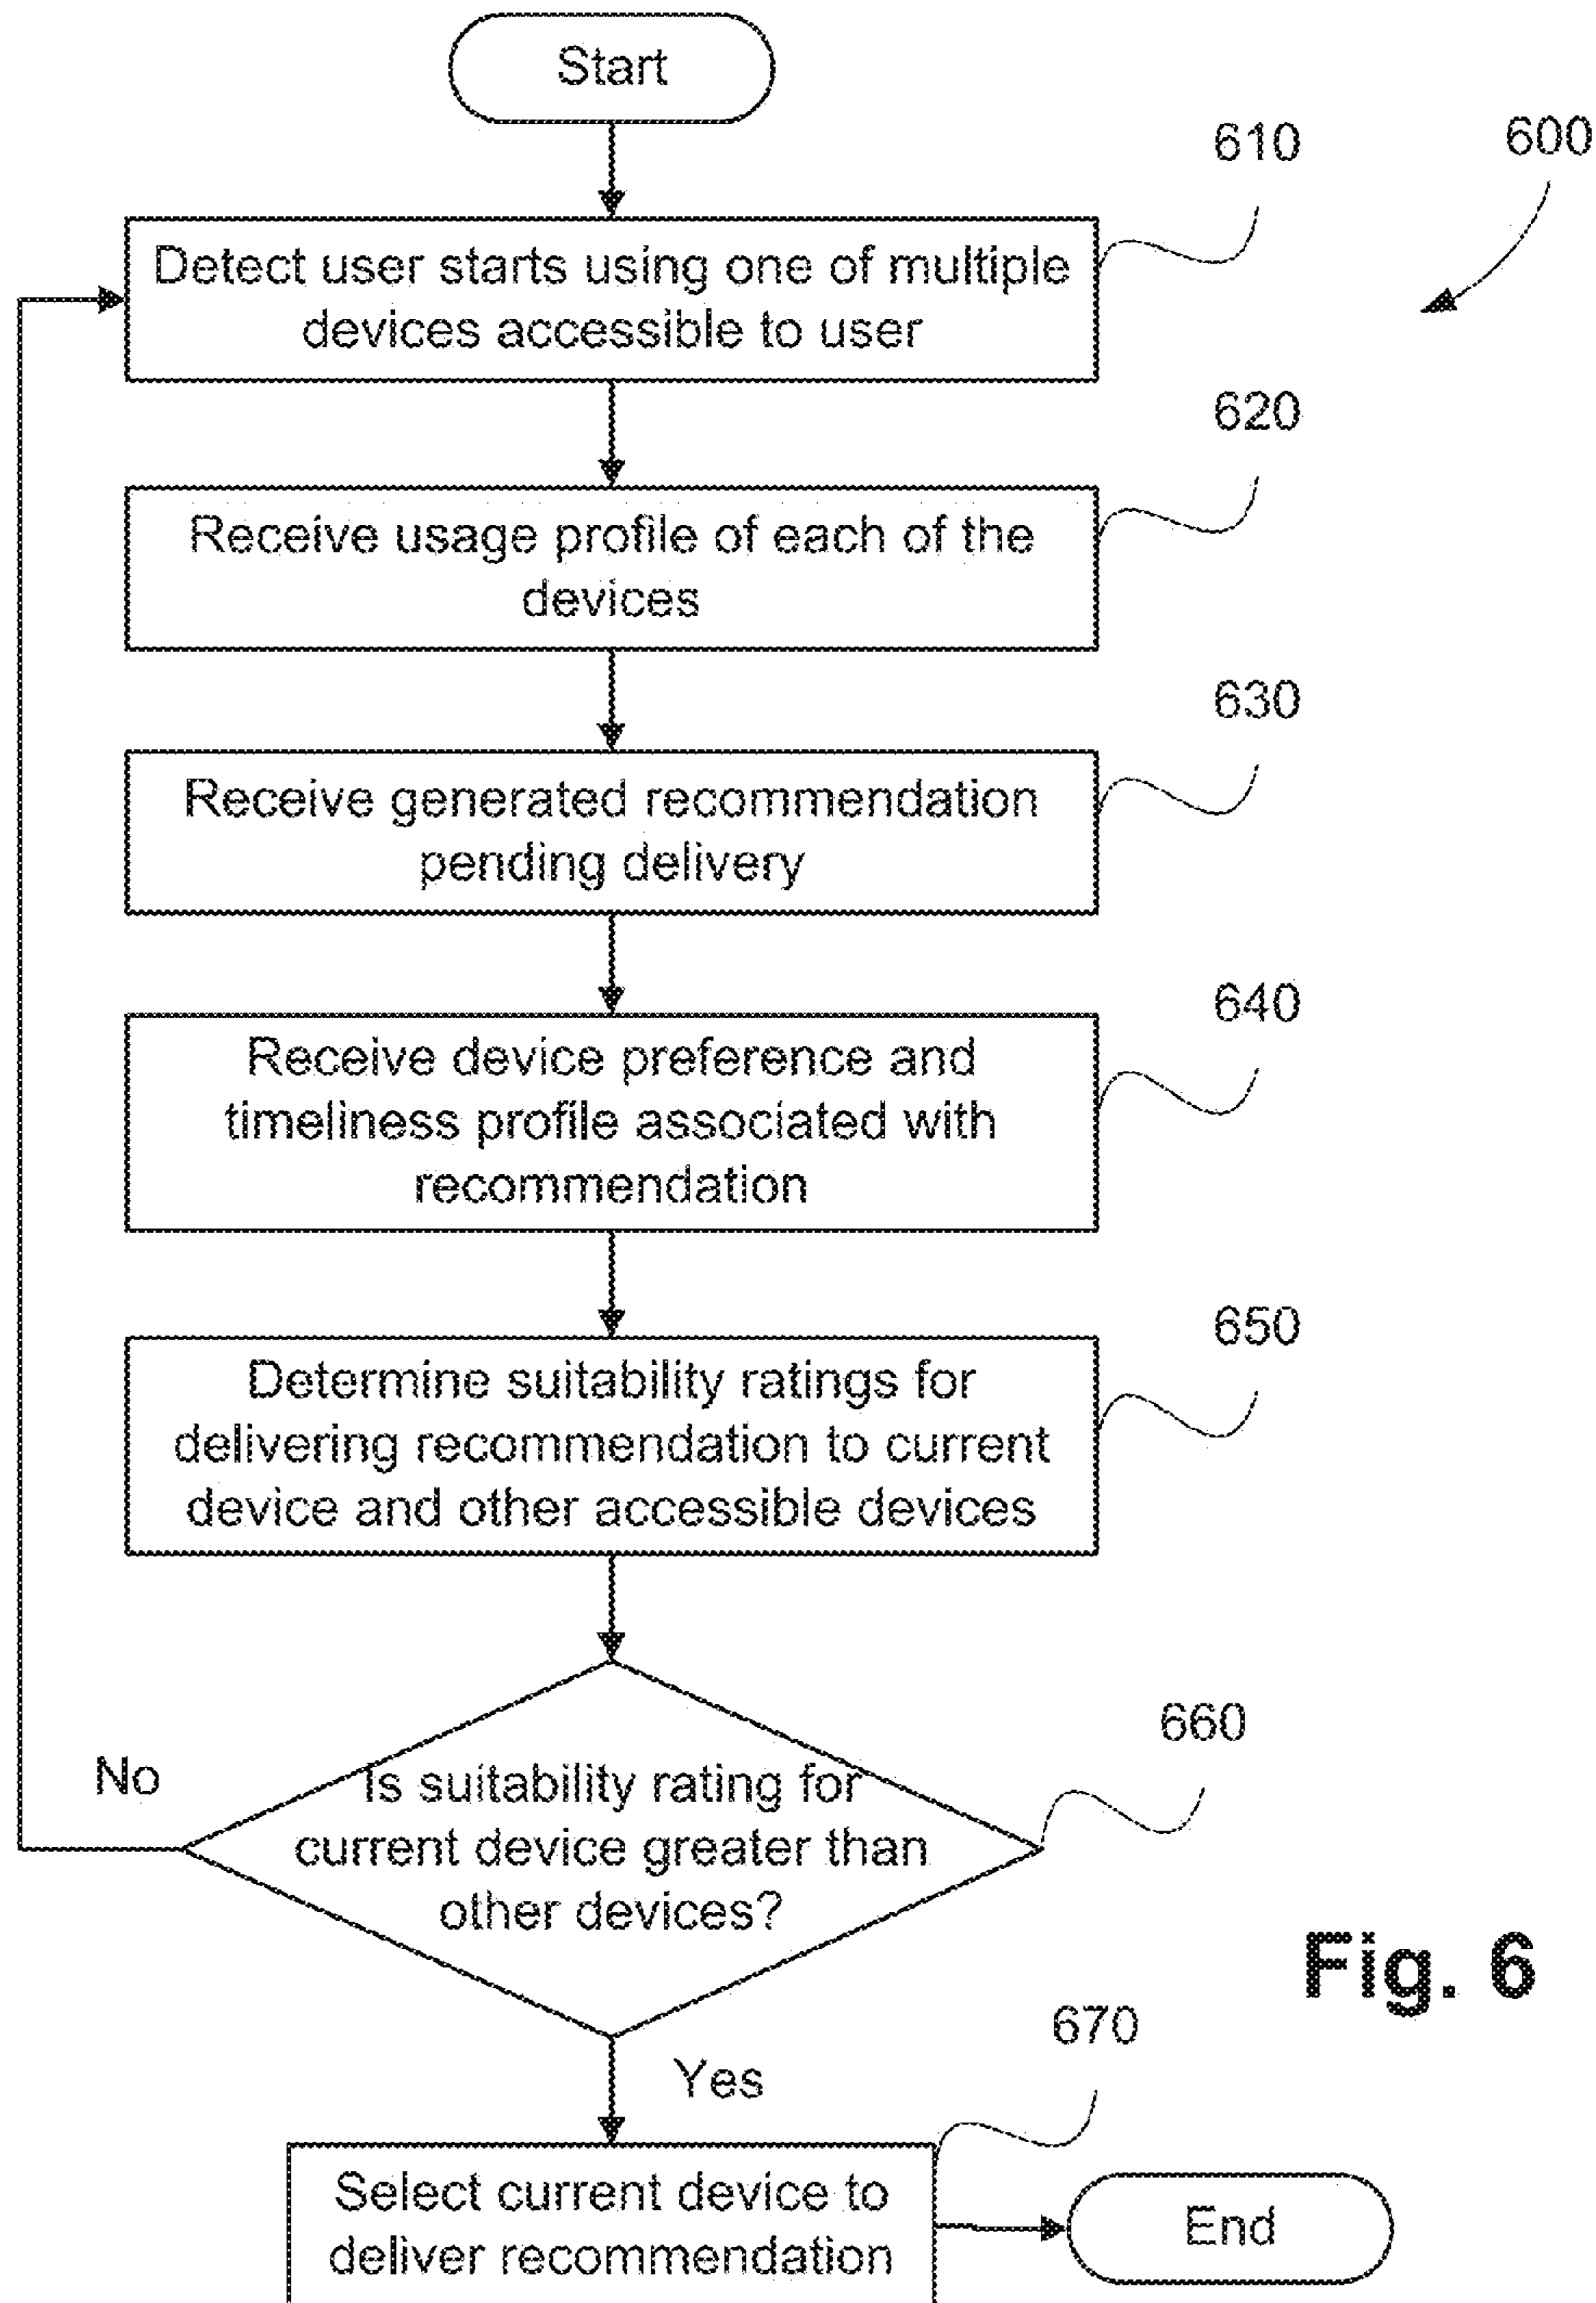 Start
610
600
Detect user starts using one of multiple
devices accessible to user
620
Receive usage profile of each of the
devices
630
Receive generated recommendation
pending delivery
640
Receive device preference and
timeliness profile associated with
recommendation
650
Determine suitability ratings for
delivering recommendation to current
device and other accessible devices
660
No
Is suitability rating for
current device greater than
other devices?
Fig. 6
670
Yes
Select current device to
deliver recommendation
End